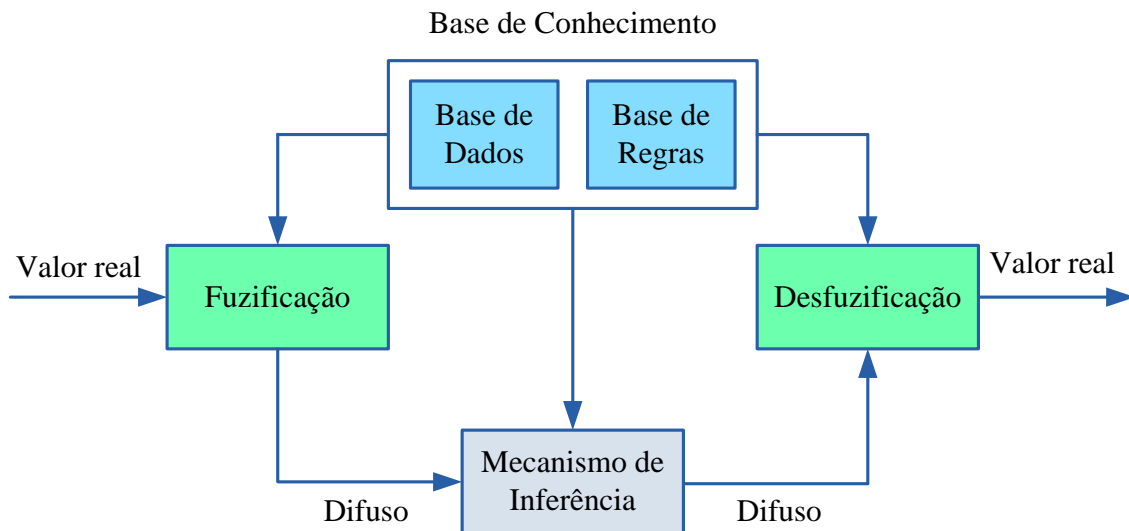 Base de Conhecimento
Base de
Dados
Base de
Regras
Valor real
Fuzificação
Desfuzificação
Valor real
Mecanismo de
Inferência
Difuso
Difuso